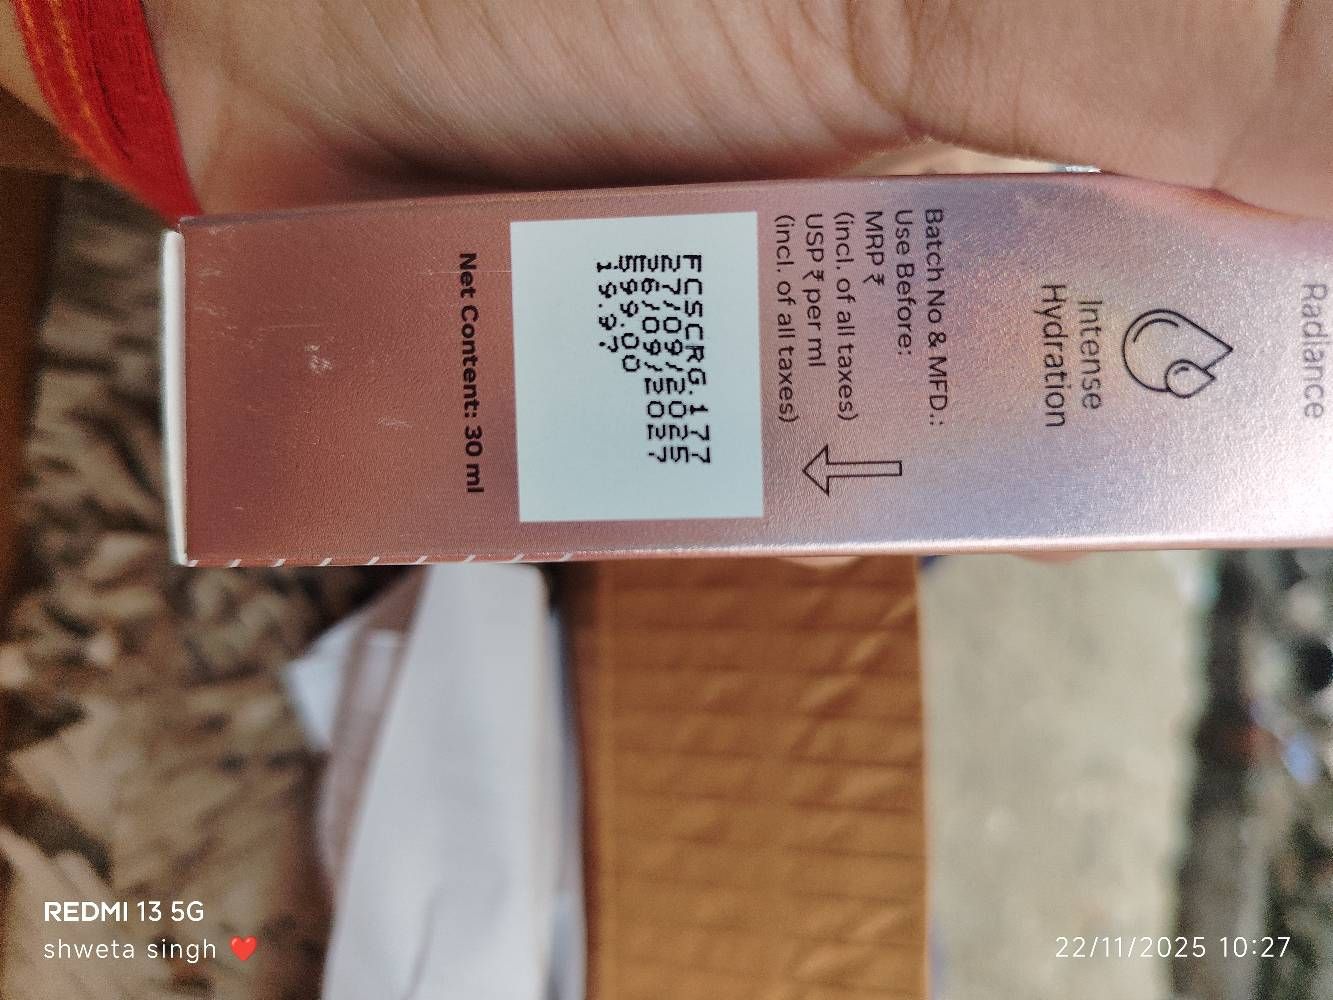 Radiance
Intense
Hydration
Batch No & MFD.:
Use Before:
MRP ₹
(incl. of all taxes)
USP ₹ per ml
(incl. of all taxes)
FCSCRG.177
27/09/2025
26/09/2027
599.00
19.97
Net Content: 30 ml
REDMI 13 5G
shweta singh ❤️
22/11/2025 10:27